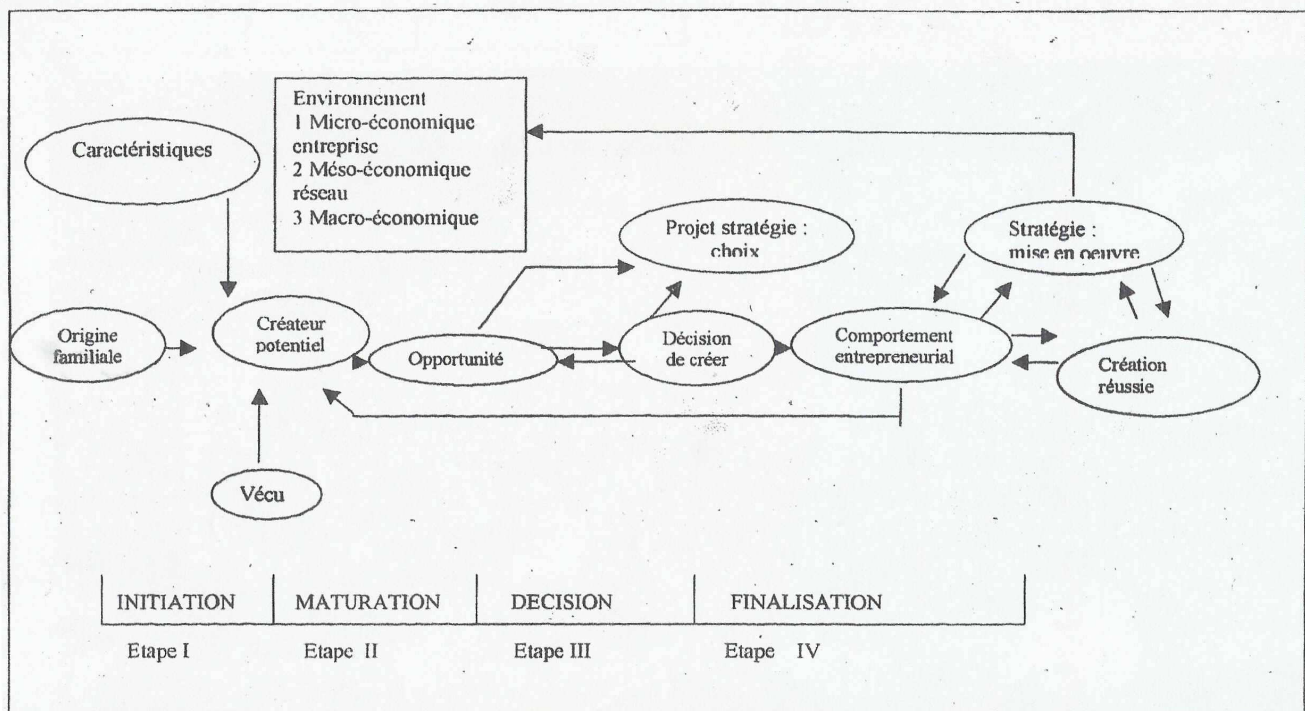 Environnement
1 Micro-économique
entreprise
2 Méso-économique
réseau
3 Macro-économique
Caractéristiques
Projet stratégie :
choix
Stratégie :
mise en oeuvre
Origine
familiale
Créateur
potentiel
Opportunité
Décision
de créer
Comportement
entrepreneurial
Création
réussie
Vécu
INITIATION
MATURATION
DECISION
FINALISATION
Etape I
Etape II
Etape III
Etape IV